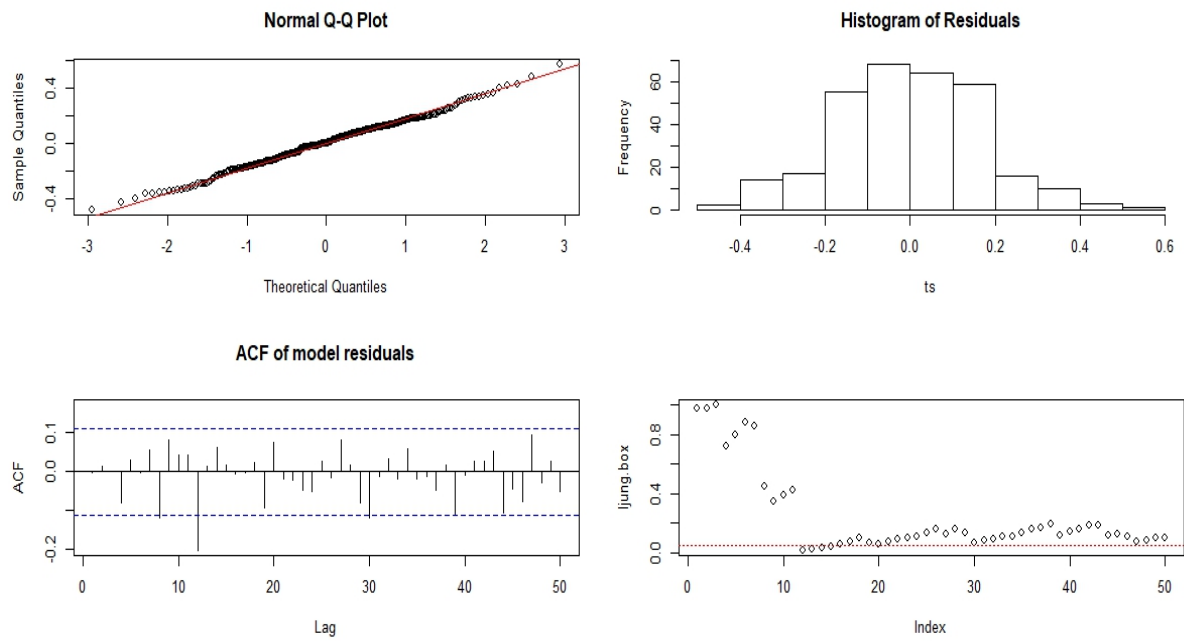 Normal Q-Q Plot
Sample Quantiles
0.4
0.0
-0.4
-3 -2 -1 0 1 2 3
Theoretical Quantiles
Histogram of Residuals
Frequency
60
40
20
0
-0.4 -0.2 0.0 0.2 0.4 0.6
ts
ACF of model residuals
ACF
0.1
0.0
-0.2
0 10 20 30 40 50
Lag
ljung.box
0.8
0.4
0.0
0 10 20 30 40 50
Index